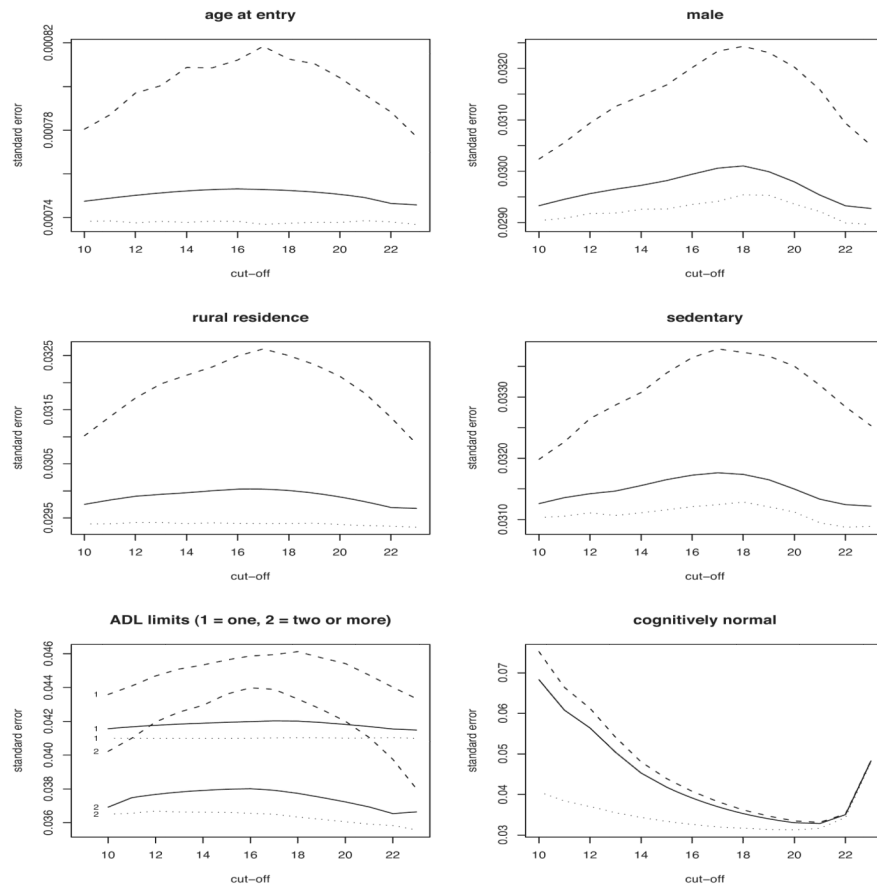 age at entry
standard error
0.00074 0.00078 0.00082
10 12 14 16 18 20 22
cut-off
male
standard error
0.0290 0.0300 0.0310 0.0320
10 12 14 16 18 20 22
cut-off
rural residence
standard error
0.0295 0.0305 0.0315 0.0325
10 12 14 16 18 20 22
cut-off
sedentary
standard error
0.0310 0.0320 0.0330
10 12 14 16 18 20 22
cut-off
ADL limits (1 = one, 2 = two or more)
standard error
0.036 0.038 0.040 0.042 0.044 0.046
1
1
1
2
2
2
10 12 14 16 18 20 22
cut-off
cognitively normal
standard error
0.03 0.04 0.05 0.06 0.07
10 12 14 16 18 20 22
cut-off